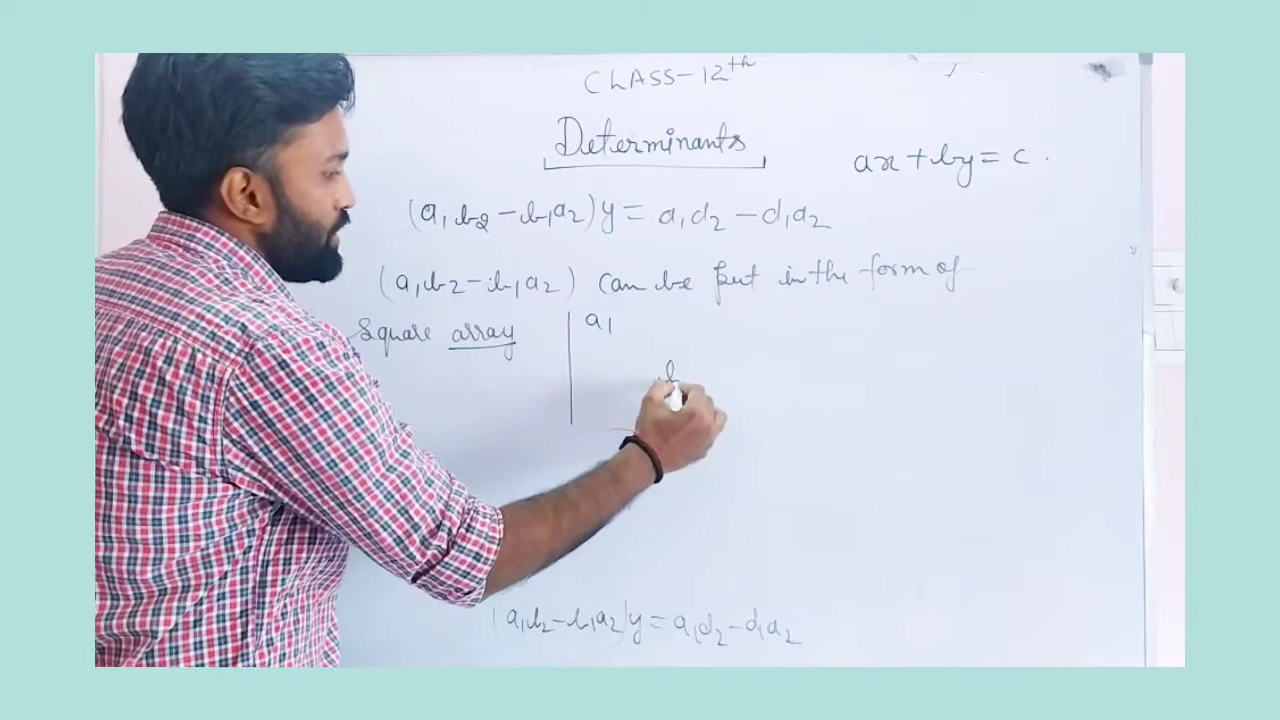 CLASS-12th
Determinants
ax + by = c .
(a1b2 - b1a2)y = a1d2 - d1a2
(a1b2 - b1a2) can be put in the form of
Square array
a1
b
(a1b2 - b1a2)y = a1d2 - d1a2